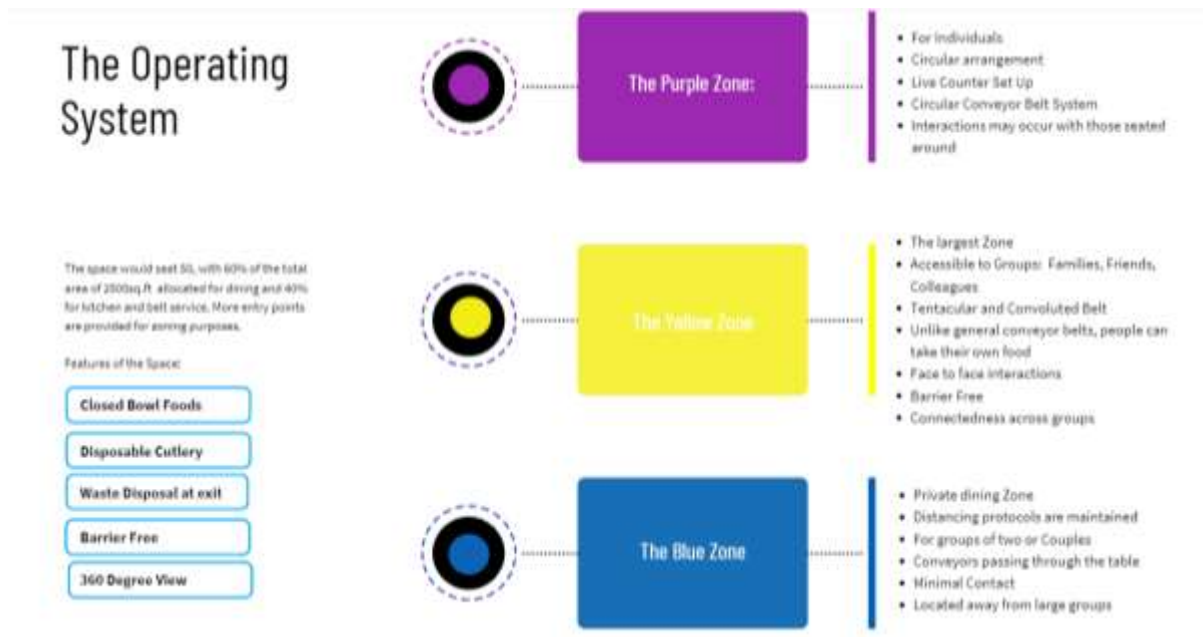 The Operating
System
The space would seat 50, with 60% of the total
area of 2500sq.ft allocated for dining and 40%
for kitchen and belt service. More entry points
are provided for zoning purposes.
Features of the Space:
Closed Bowl Foods
Disposable Cutlery
Waste Disposal at exit
Barrier Free
360 Degree View
The Purple Zone:
• For Individuals
• Circular arrangement
• Live Counter Set Up
• Circular Conveyor Belt System
• Interactions may occur with those seated
around
The Yellow Zone
• The largest Zone
• Accessible to Groups: Families, Friends,
Colleagues
• Tentacular and Convoluted Belt
• Unlike general conveyor belts, people can
take their own food
• Face to face interactions
• Barrier Free
• Connectedness across groups
The Blue Zone
• Private dining Zone
• Distancing protocols are maintained
• For groups of two or Couples
• Conveyors passing through the table
• Minimal Contact
• Located away from large groups